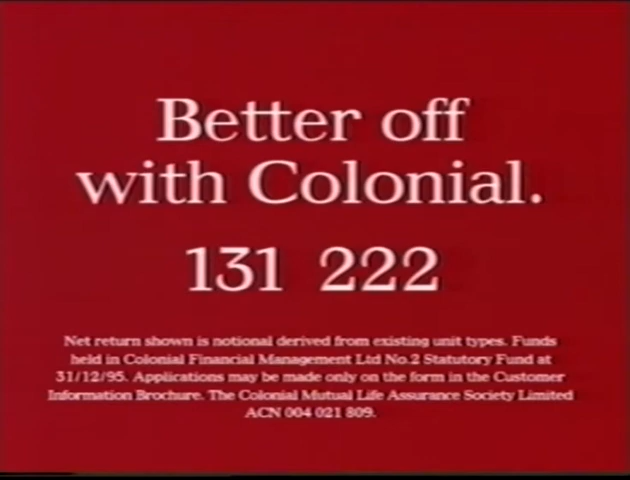 Better off
with Colonial.
131 222
Net return shown is notional derived from existing unit types. Funds
held in Colonial Financial Management Ltd No.2 Statutory Fund at
31/12/95. Applications may be made only on the form in the Customer
Information Brochure. The Colonial Mutual Life Assurance Society Limited
ACN 004 021 809.